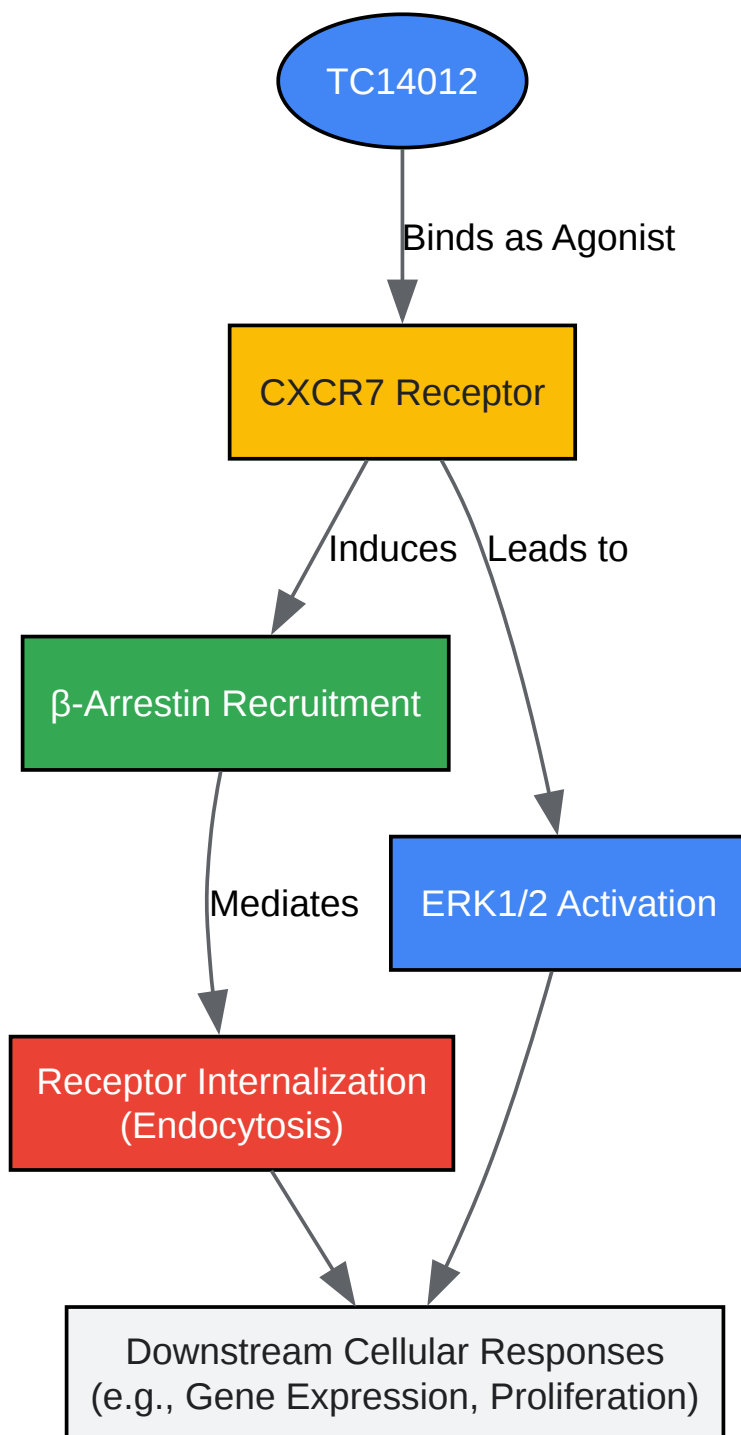 TC14012
Binds as Agonist
CXCR7 Receptor
Induces
Leads to
β-Arrestin Recruitment
Mediates
ERK1/2 Activation
Receptor Internalization
(Endocytosis)
Downstream Cellular Responses
(e.g., Gene Expression, Proliferation)